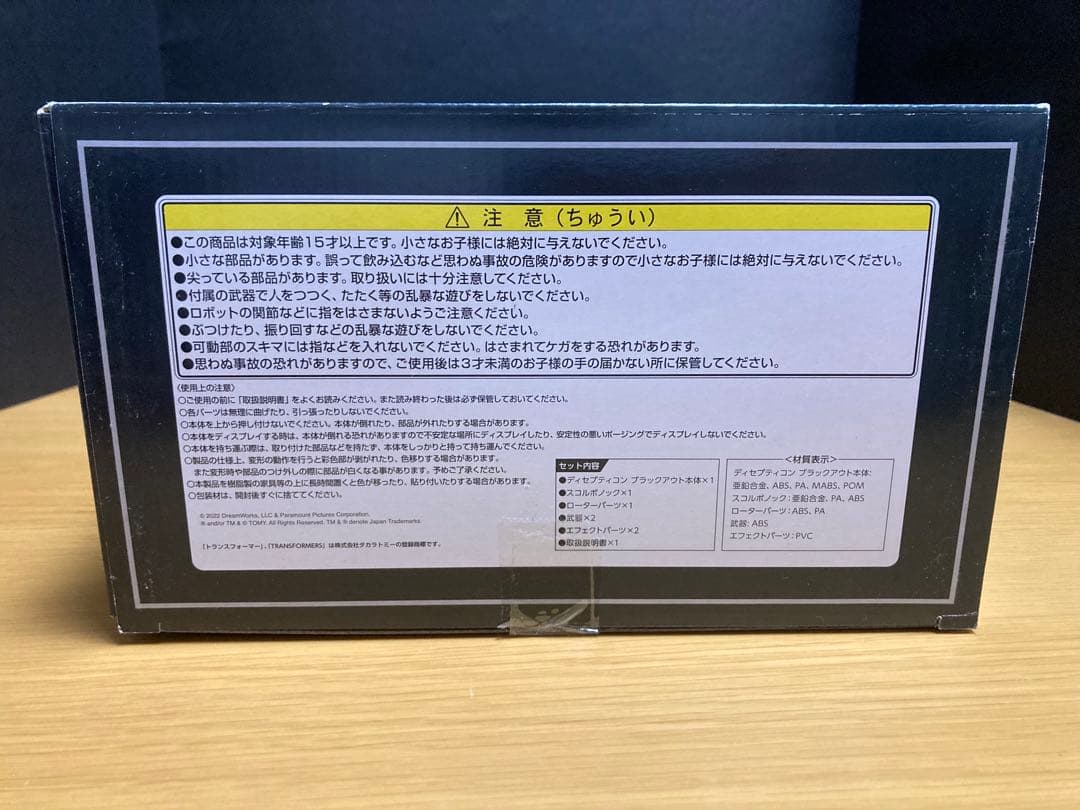 ⚠ 注 意（ちゅうい）
●この商品は対象年齢15才以上です。小さなお子様には絶対に与えないでください。
●小さな部品があります。誤って飲み込むなど思わぬ事故の危険がありますので小さなお子様には絶対に与えないでください。
●尖っている部品があります。取り扱いには十分注意してください。
●付属の武器で人をつつく、たたく等の乱暴な遊びをしないでください。
●ロボットの関節などに指をはさまないようご注意ください。
●ぶつけたり、振り回すなどの乱暴な遊びをしないでください。
●可動部のスキマには指などを入れないでください。はさまれてケガをする恐れがあります。
●思わぬ事故の恐れがありますので、ご使用後は3才未満のお子様の手の届かない所に保管してください。
〈使用上の注意〉
○ご使用の前に「取扱説明書」をよくお読みください。また読み終わった後は必ず保管しておいてください。
○各パーツは無理に曲げたり、引っ張ったりしないでください。
○本体を上から押し付けないでください。本体が倒れたり、部品が外れたりする場合があります。
○本体をディスプレイする時は、本体が倒れる恐れがありますので不安定な場所にディスプレイしたり、安定性の悪いポージングでディスプレイしないでください。
○本体を持ち運ぶ際は、取り付けた部品などを持たず、本体をしっかりと持って持ち運んでください。
○製品の仕様上、変形の動作を行うと彩色部が剥がれたり、色移りする場合があります。
また変形時や部品のつけ外しの際に部品が白くなる事があります。予めご了承ください。
○本製品を樹脂製の家具等の上に長時間置くと色が移ったり、貼り付いたりする場合があります。
○包装材は、開封後すぐに捨ててください。
© 2022 DreamWorks, LLC & Paramount Pictures Corporation.
® and/or TM & © TOMY. All Rights Reserved. TM & ® denote Japan Trademarks.
「トランスフォーマー」、「TRANSFORMERS」は株式会社タカラトミーの登録商標です。
セット内容
●ディセプティコン ブラックアウト本体×1
●スコルポノック×1
●ローターパーツ×1
●武器×2
●エフェクトパーツ×2
●取扱説明書×1
＜材質表示＞
ディセプティコン ブラックアウト本体:
亜鉛合金、ABS、PA、MABS、POM
スコルポノック:亜鉛合金、PA、ABS
ローターパーツ:ABS、PA
武器: ABS
エフェクトパーツ:PVC